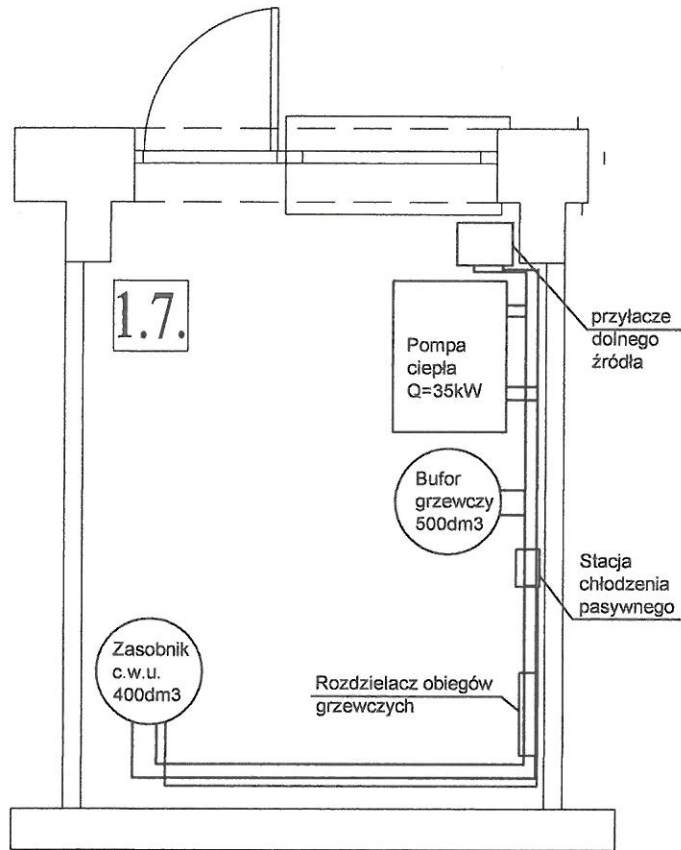 1.7.
przyłacze
dolnego
źródła
Pompa
ciepła
Q=35kW
Bufor
grzewczy
500dm3
Stacja
chłodzenia
pasywnego
Zasobnik
c.w.u.
400dm3
Rozdzielacz obiegów
grzewczych